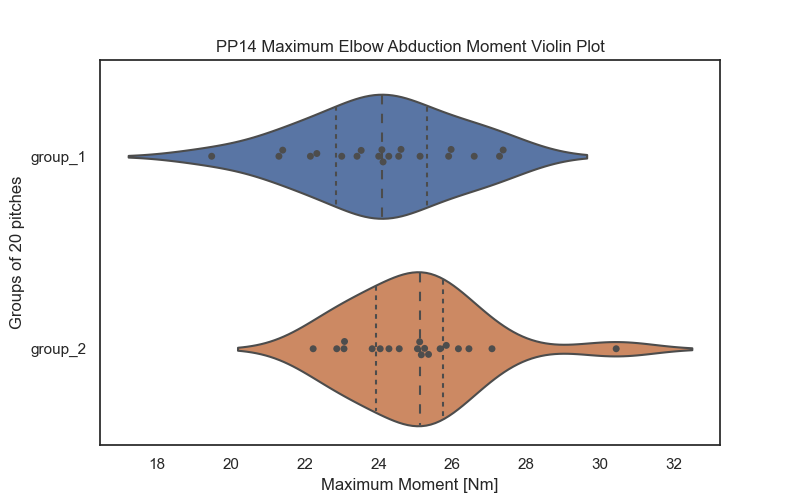 PP14 Maximum Elbow Abduction Moment Violin Plot
Groups of 20 pitches
group_1
group_2
18 20 22 24 26 28 30 32
Maximum Moment [Nm]